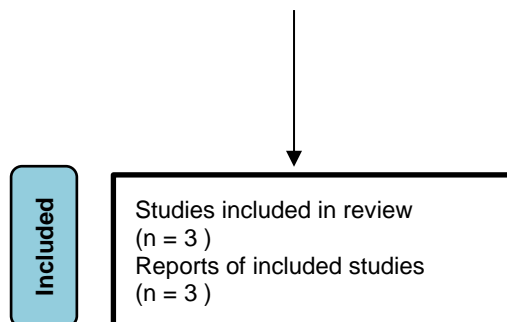 Included
Studies included in review
(n = 3 )
Reports of included studies
(n = 3 )